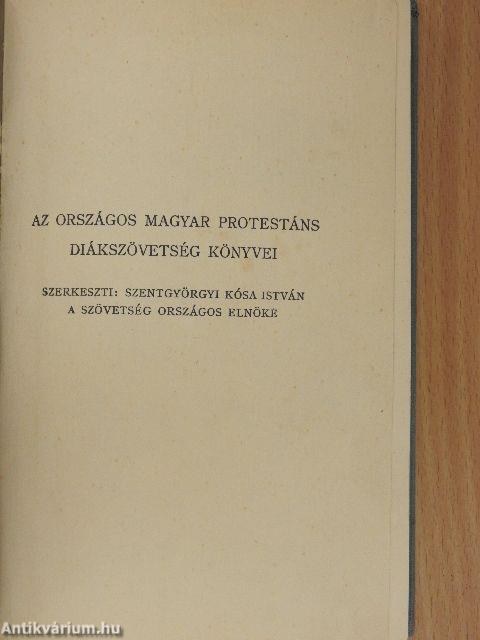 AZ ORSZÁGOS MAGYAR PROTESTÁNS
DIÁKSZÖVETSÉG KÖNYVEI
SZERKESZTI: SZENTGYÖRGYI KÓSA ISTVÁN
A SZÖVETSÉG ORSZÁGOS ELNÖKE
Antikvárium.hu